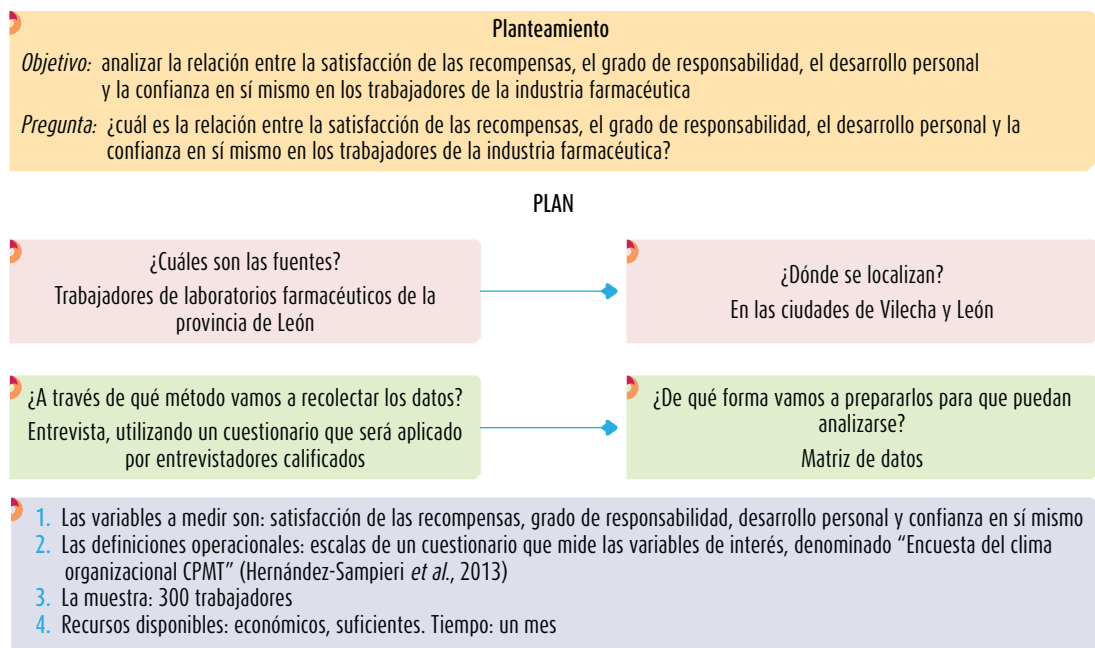 Planteamiento
Objetivo: analizar la relación entre la satisfacción de las recompensas, el grado de responsabilidad, el desarrollo personal
y la confianza en sí mismo en los trabajadores de la industria farmacéutica
Pregunta: ¿cuál es la relación entre la satisfacción de las recompensas, el grado de responsabilidad, el desarrollo personal y la
confianza en sí mismo en los trabajadores de la industria farmacéutica?
PLAN
¿Cuáles son las fuentes?
Trabajadores de laboratorios farmacéuticos de la
provincia de León
¿Dónde se localizan?
En las ciudades de Vilecha y León
¿A través de qué método vamos a recolectar los datos?
Entrevista, utilizando un cuestionario que será aplicado
por entrevistadores calificados
¿De qué forma vamos a prepararlos para que puedan
analizarse?
Matriz de datos
1. Las variables a medir son: satisfacción de las recompensas, grado de responsabilidad, desarrollo personal y confianza en sí mismo
2. Las definiciones operacionales: escalas de un cuestionario que mide las variables de interés, denominado “Encuesta del clima
organizacional CPMT” (Hernández-Sampieri et al., 2013)
3. La muestra: 300 trabajadores
4. Recursos disponibles: económicos, suficientes. Tiempo: un mes